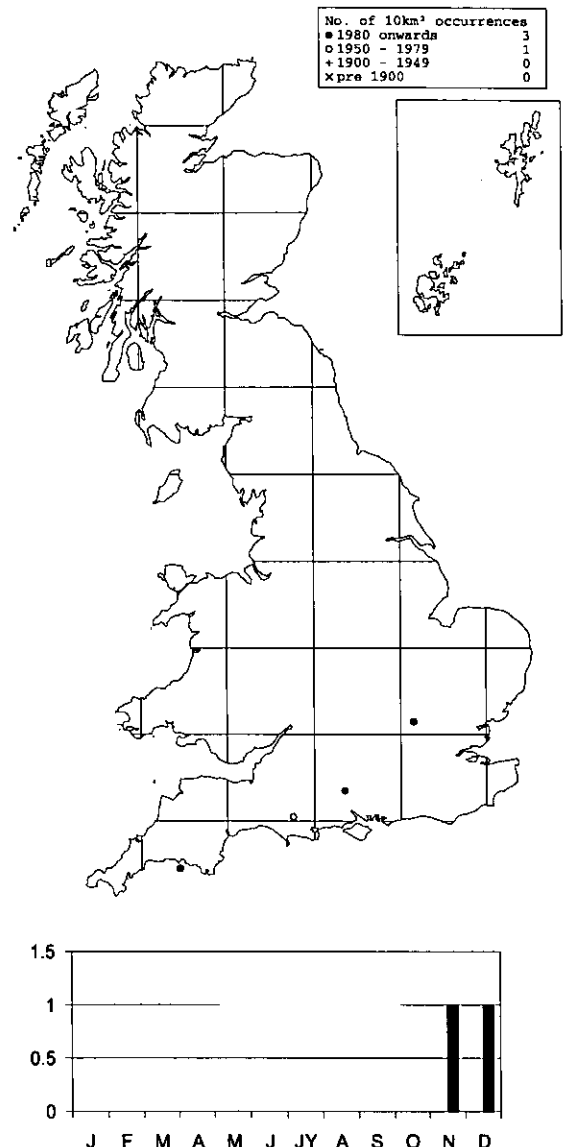 No. of 10km² occurrences
● 1980 onwards 3
o 1950 - 1979 1
+ 1900 - 1949 0
× pre 1900 0
1.5
1
0.5
0
J F M A M J JY A S O N D